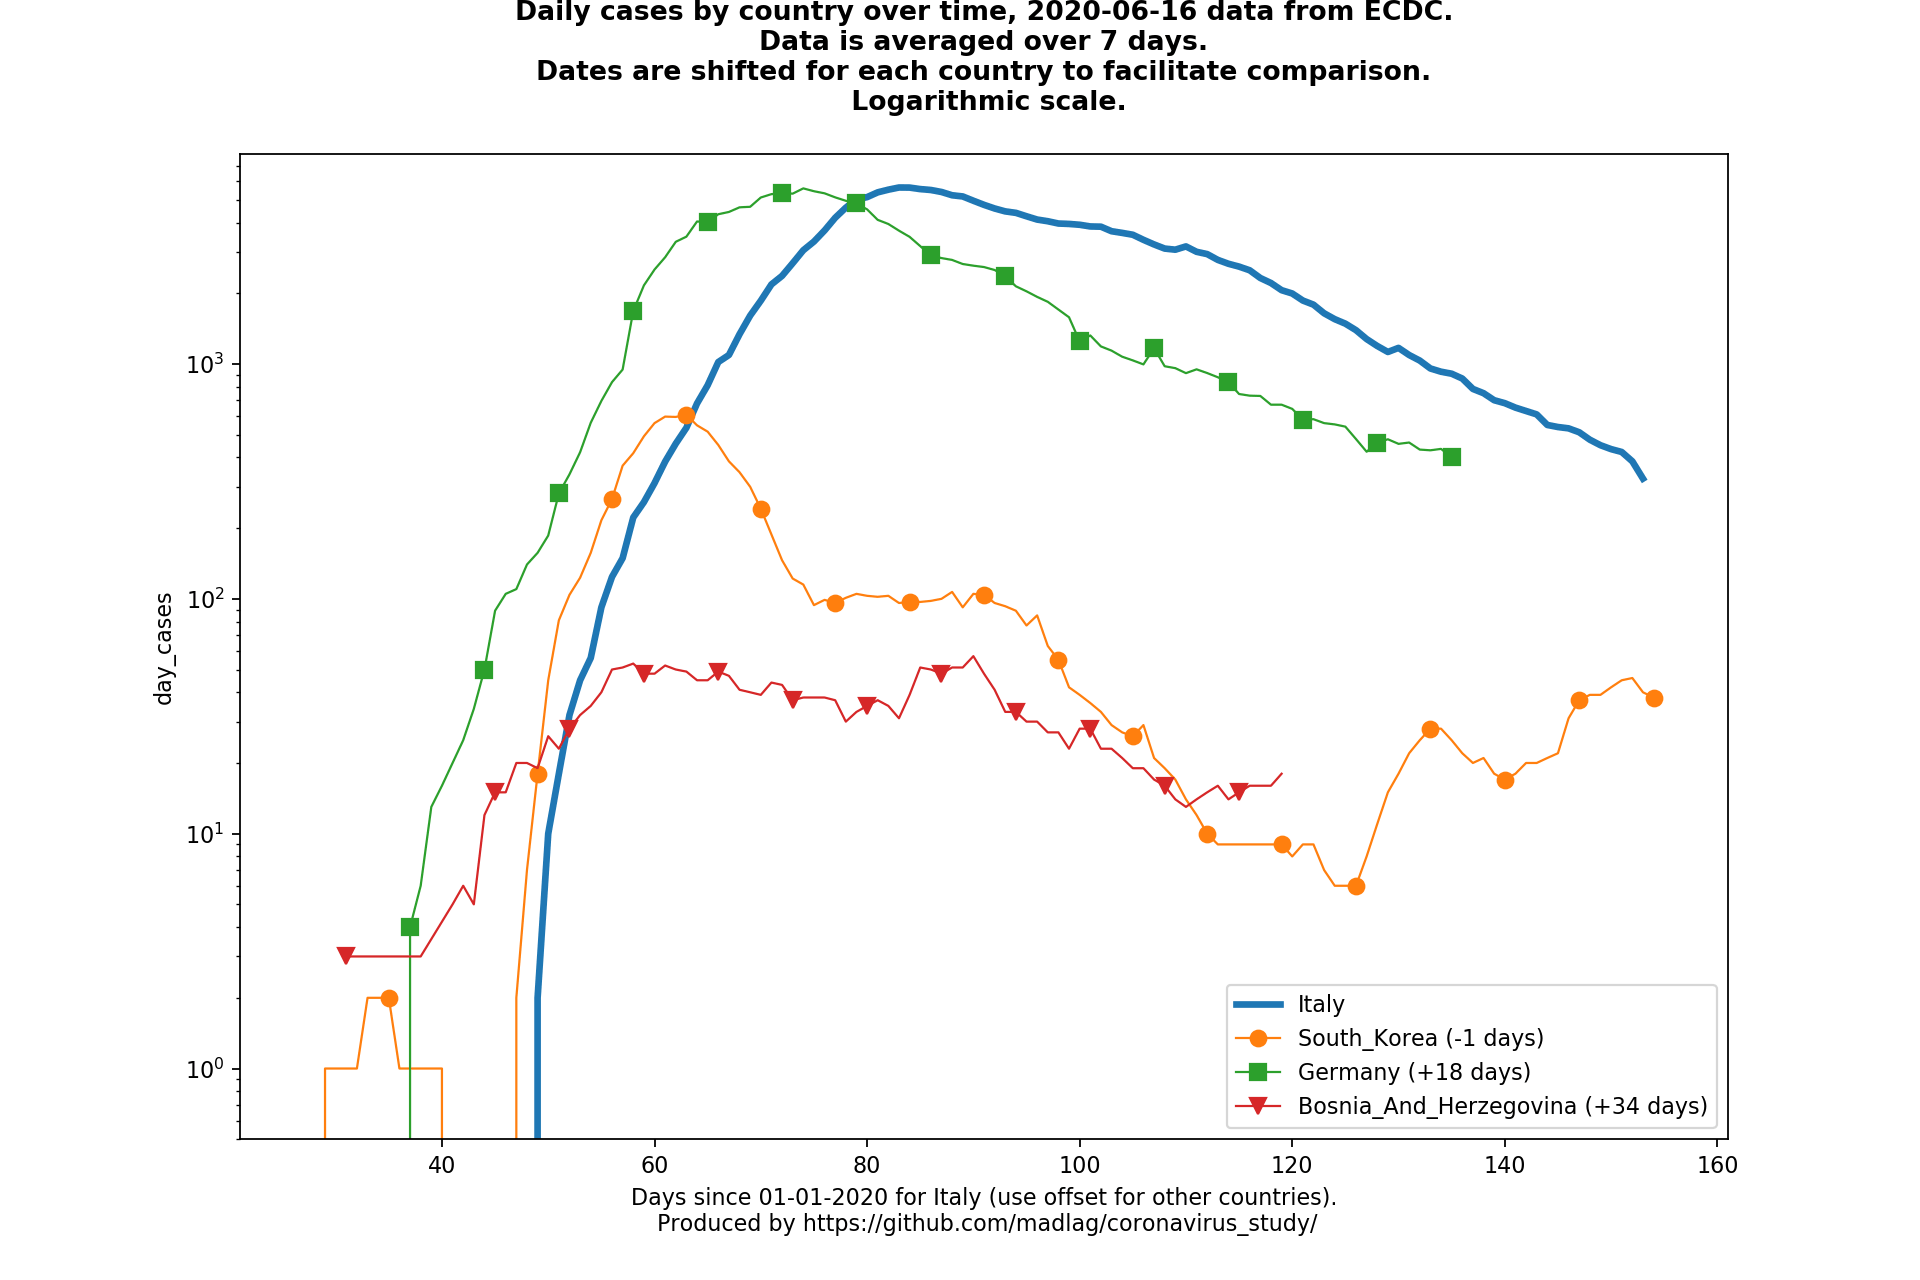 Daily cases by country over time, 2020-06-16 data from ECDC.
Data is averaged over 7 days.
Dates are shifted for each country to facilitate comparison.
Logarithmic scale.
10³
10²
10¹
10⁰
day_cases
40 60 80 100 120 140 160
Days since 01-01-2020 for Italy (use offset for other countries).
Produced by https://github.com/madlag/coronavirus_study/
Italy
South_Korea (-1 days)
Germany (+18 days)
Bosnia_And_Herzegovina (+34 days)